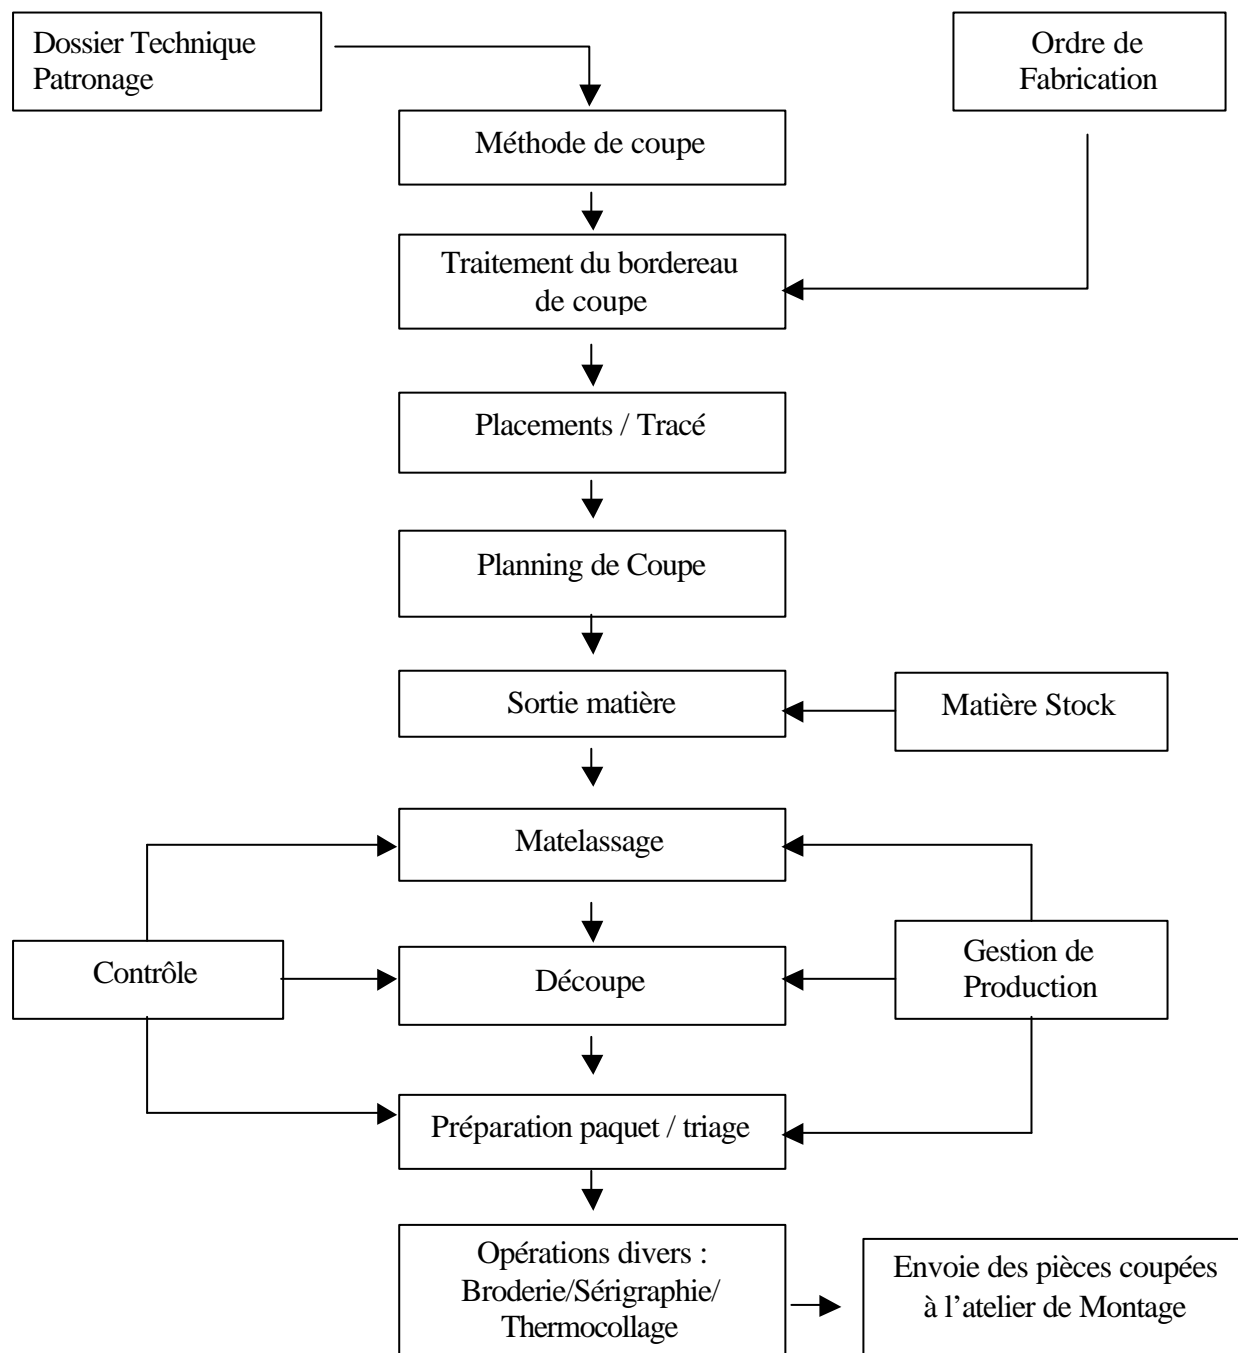 Dossier Technique
Patronage
Ordre de
Fabrication
Méthode de coupe
Traitement du bordereau
de coupe
Placements / Tracé
Planning de Coupe
Sortie matière
Matière Stock
Matelassage
Contrôle
Découpe
Gestion de
Production
Préparation paquet / triage
Opérations divers :
Broderie/Sérigraphie/
Thermocollage
Envoie des pièces coupées
à l’atelier de Montage